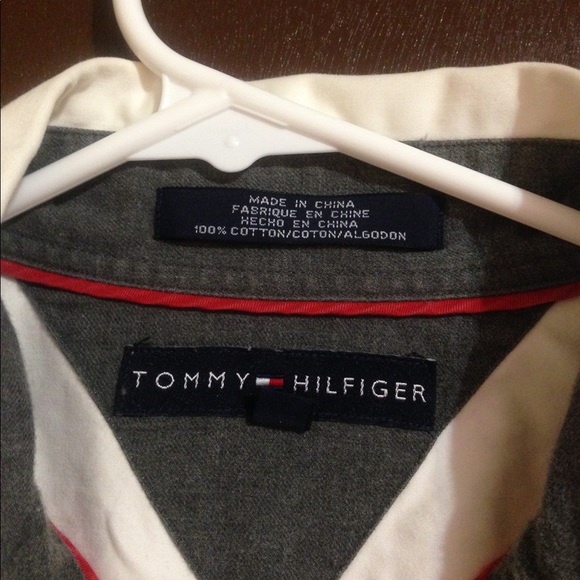 MADE IN CHINA
FABRIQUE EN CHINE
HECHO EN CHINA
100% COTTON/COTON/ALGODON
TOMMY HILFIGER